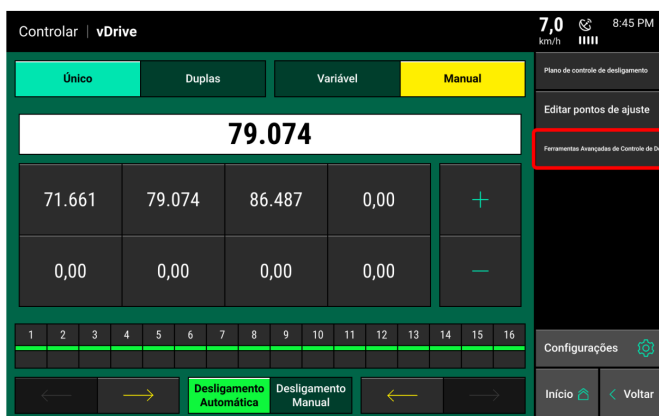 Controlar | vDrive
7,0
km/h
8:45 PM
Único
Duplas
Variável
Manual
79.074
71.661
79.074
86.487
0,00
+
0,00
0,00
0,00
0,00
—
1 2 3 4 5 6 7 8 9 10 11 12 13 14 15 16
Desligamento
Automática
Desligamento
Manual
Plano de controle de desligamento
Editar pontos de ajuste
Ferramentas Avançadas de Controle de De
Configurações
Início
Voltar